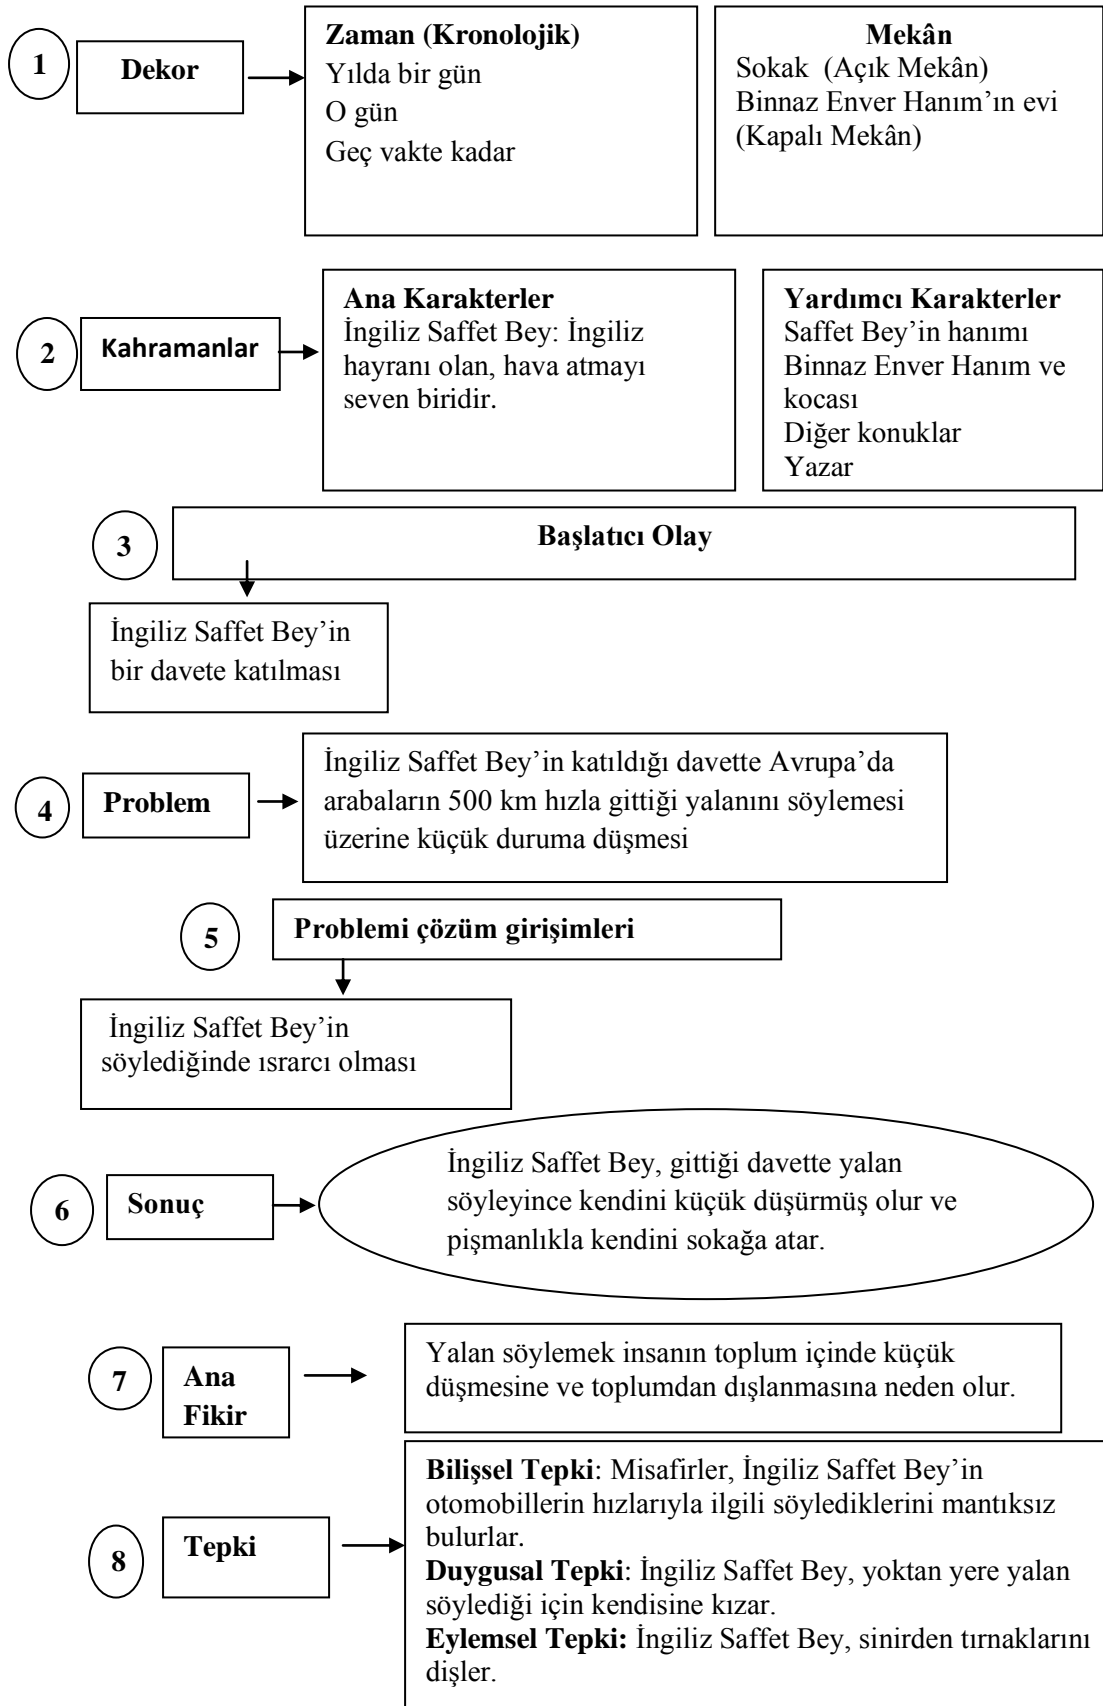 1
Dekor
Zaman (Kronolojik)
Yılda bir gün
O gün
Geç vakte kadar
Mekân
Sokak  (Açık Mekân)
Binnaz Enver Hanım’ın evi
(Kapalı Mekân)
2
Kahramanlar
Ana Karakterler
İngiliz Saffet Bey: İngiliz
hayranı olan, hava atmayı
seven biridir.
Yardımcı Karakterler
Saffet Bey’in hanımı
Binnaz Enver Hanım ve
kocası
Diğer konuklar
Yazar
3
Başlatıcı Olay
İngiliz Saffet Bey’in
bir davete katılması
4
Problem
İngiliz Saffet Bey’in katıldığı davette Avrupa’da
arabaların 500 km hızla gittiği yalanını söylemesi
üzerine küçük duruma düşmesi
5
Problemi çözüm girişimleri
İngiliz Saffet Bey’in
söylediğinde ısrarcı olması
6
Sonuç
İngiliz Saffet Bey, gittiği davette yalan
söyleyince kendini küçük düşürmüş olur ve
pişmanlıkla kendini sokağa atar.
7
Ana
Fikir
Yalan söylemek insanın toplum içinde küçük
düşmesine ve toplumdan dışlanmasına neden olur.
8
Tepki
Bilişsel Tepki: Misafirler, İngiliz Saffet Bey’in
otomobillerin hızlarıyla ilgili söylediklerini mantıksız
bulurlar.
Duygusal Tepki: İngiliz Saffet Bey, yoktan yere yalan
söylediği için kendisine kızar.
Eylemsel Tepki: İngiliz Saffet Bey, sinirden tırnaklarını
dişler.